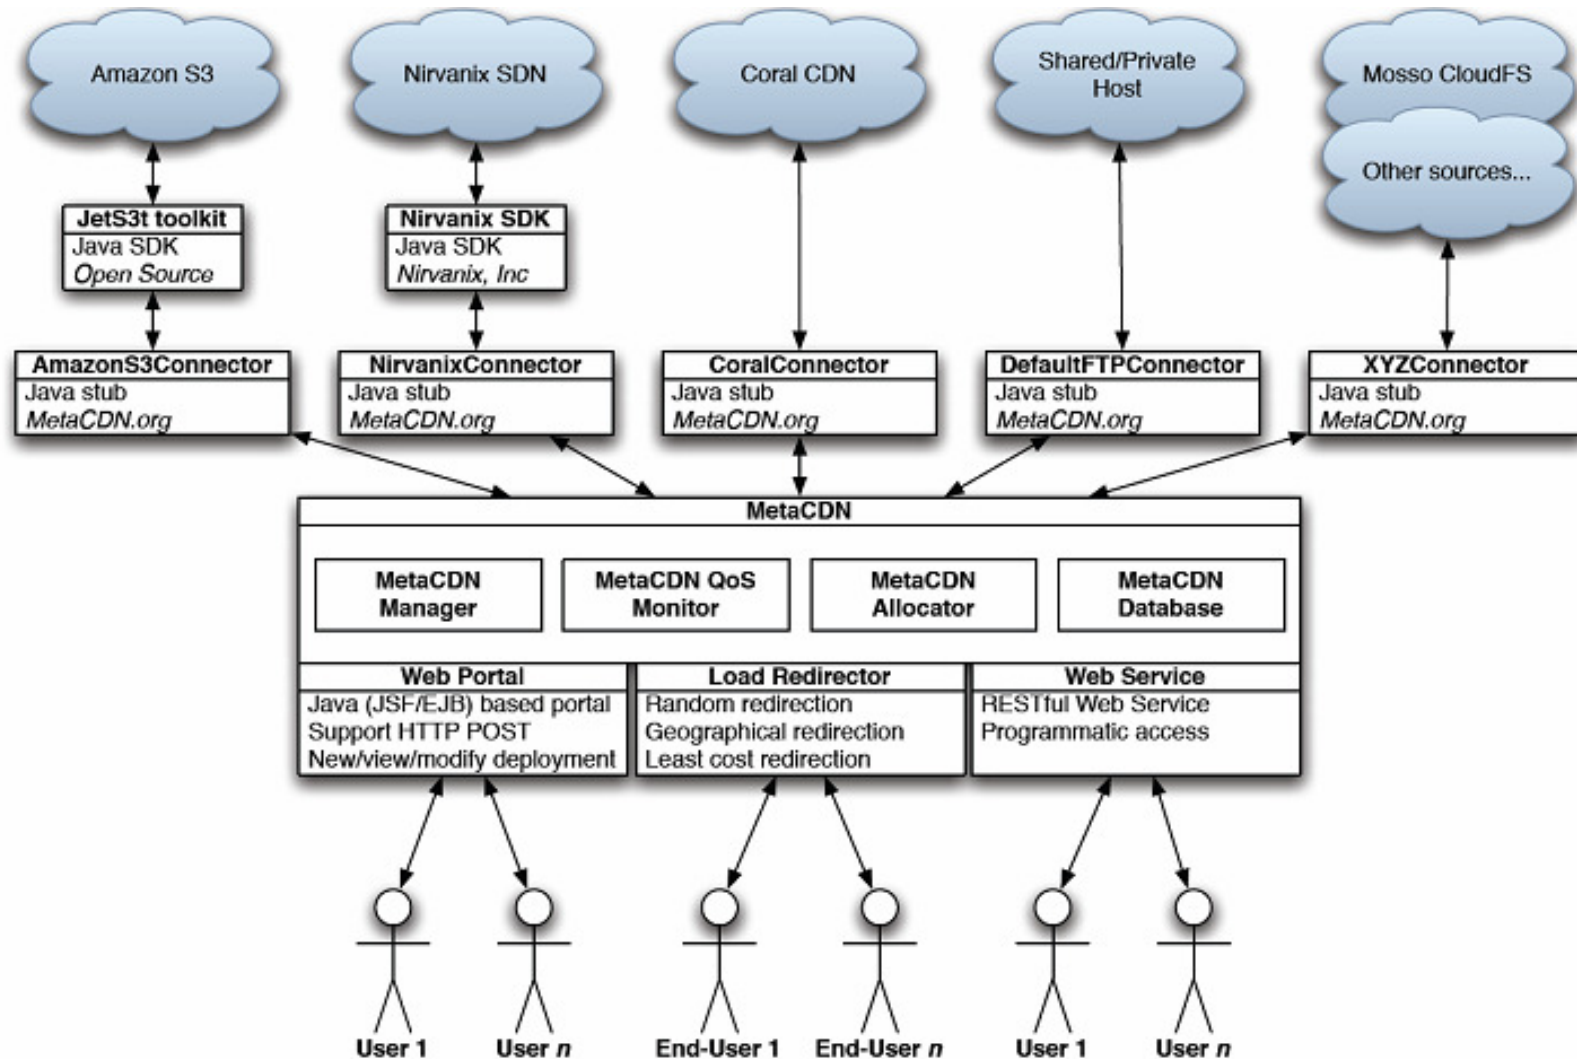 Amazon S3
Nirvanix SDN
Coral CDN
Shared/Private
Host
Mosso CloudFS
Other sources...
JetS3t toolkit
Java SDK
Open Source
Nirvanix SDK
Java SDK
Nirvanix, Inc
AmazonS3Connector
Java stub
MetaCDN.org
NirvanixConnector
Java stub
MetaCDN.org
CoralConnector
Java stub
MetaCDN.org
DefaultFTPConnector
Java stub
MetaCDN.org
XYZConnector
Java stub
MetaCDN.org
MetaCDN
MetaCDN
Manager
MetaCDN QoS
Monitor
MetaCDN
Allocator
MetaCDN
Database
Web Portal
Java (JSF/EJB) based portal
Support HTTP POST
New/view/modify deployment
Load Redirector
Random redirection
Geographical redirection
Least cost redirection
Web Service
RESTful Web Service
Programmatic access
User 1
User n
End-User 1
End-User n
User 1
User n